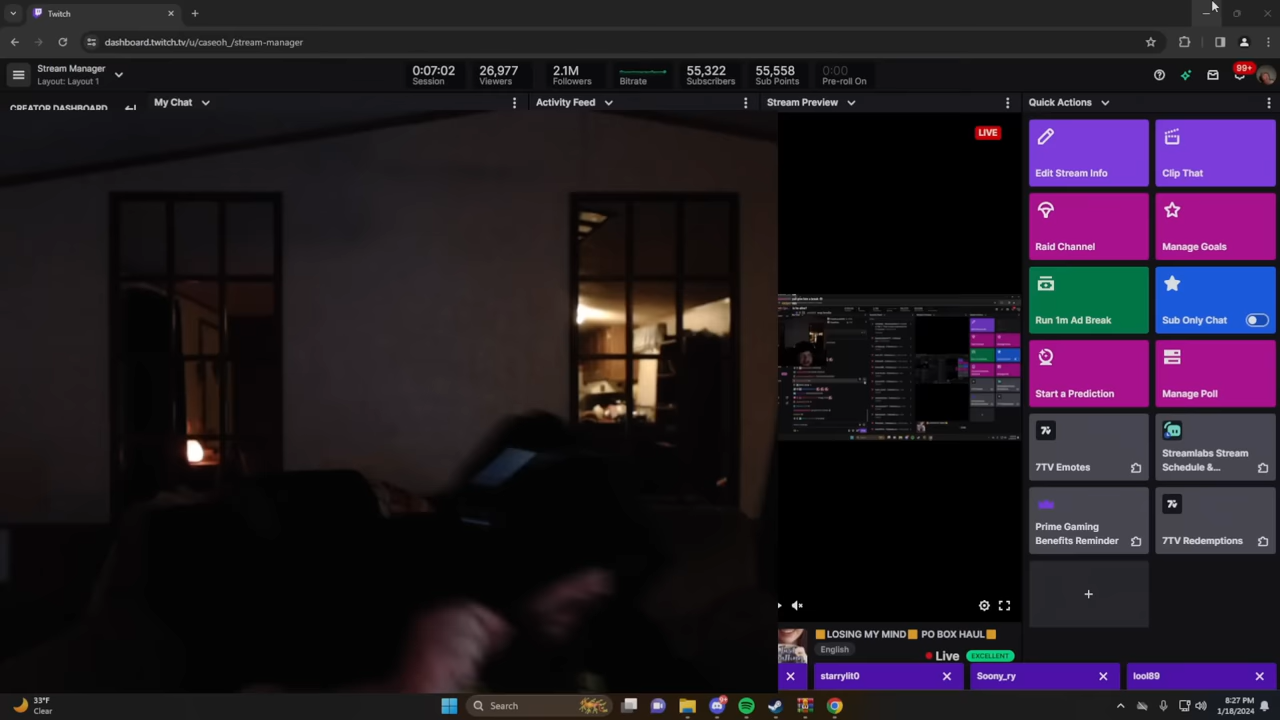 Twitch
dashboard.twitch.tv/u/caseoh_/stream-manager
Stream Manager
Layout: Layout 1
0:07:02
Session
26,977
Viewers
2.1M
Followers
Bitrate
55,322
Subscribers
55,558
Sub Points
0:00
Pre-roll On
99+
CREATOR DASHBOARD
My Chat
Activity Feed
Stream Preview
Quick Actions
LIVE
Edit Stream Info
Clip That
Raid Channel
Manage Goals
Run 1m Ad Break
Sub Only Chat
Start a Prediction
Manage Poll
7TV Emotes
Streamlabs Stream
Schedule &...
Prime Gaming
Benefits Reminder
7TV Redemptions
LOSING MY MIND PO BOX HAUL
English
Live
EXCELLENT
starrylit0
Soony_ry
lool89
33°F
Clear
Search
9+
8:27 PM
1/18/2024